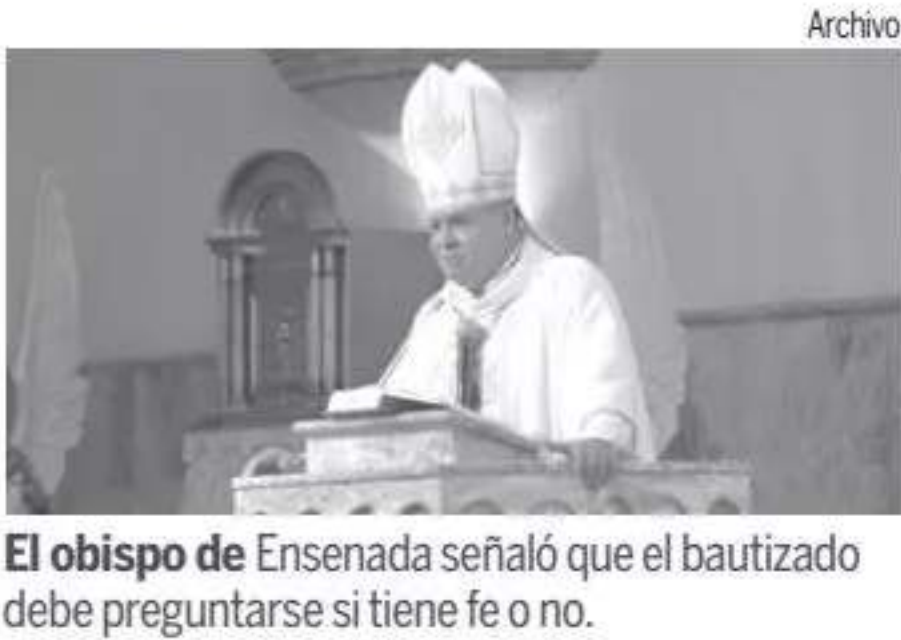 Archivo
El obispo de Ensenada señaló que el bautizado
debe preguntarse si tiene fe o no.